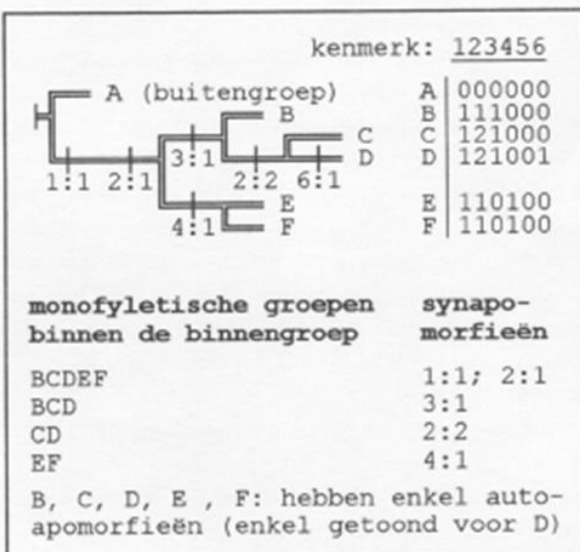 kenmerk: 123456
A (buitengroep)
A 000000
B
B 111000
C
C 121000
3:1
D
D 121001
1:1 2:1
2:2 6:1
E
E 110100
4:1
F
F 110100
monofyletische groepen
binnen de binnengroep
synapo-
morfieën
BCDEF 1:1; 2:1
BCD 3:1
CD 2:2
EF 4:1
B, C, D, E , F: hebben enkel auto-
apomorfieën (enkel getoond voor D)